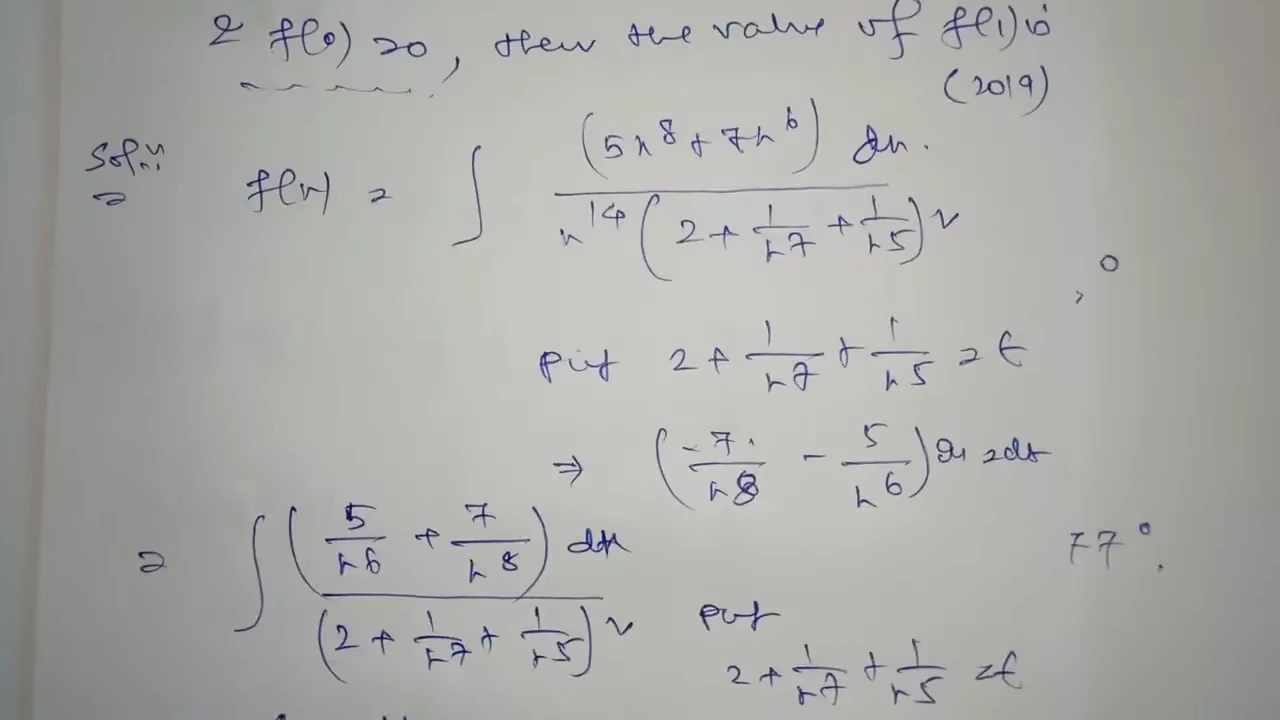 & f(0) = 0, then the value of f(1) is
(2019)
Soln:
f(x) = ∫ (5x^8 + 7x^6) dx. / x^14 (2 + 1/x^7 + 1/x^5)^2
put 2 + 1/x^7 + 1/x^5 = t
⇒ (-7/x^8 - 5/x^6) dx = dt
= ∫ (5/x^6 + 7/x^8) dx / (2 + 1/x^7 + 1/x^5)^2
77°.
put
2 + 1/x^7 + 1/x^5 = t